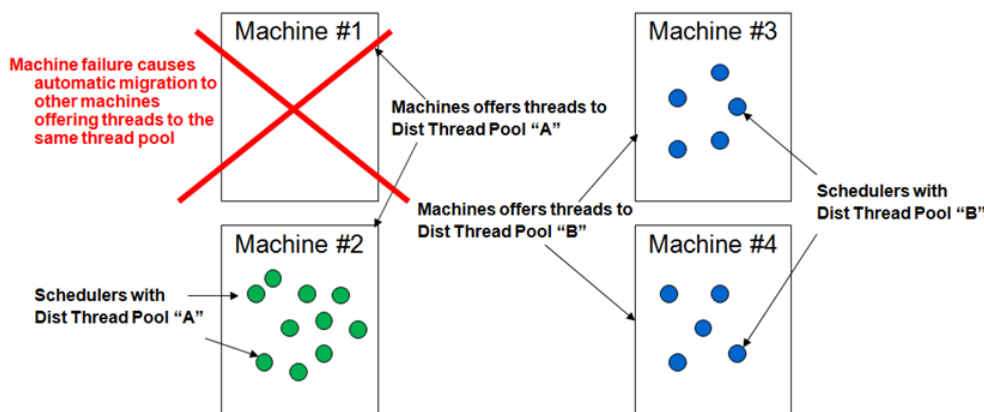 Machine #1
Machine failure causes
automatic migration to
other machines
offering threads to the
same thread pool
Machines offers threads to
Dist Thread Pool “A”
Machine #3
Machines offers threads to
Dist Thread Pool “B”
Schedulers with
Dist Thread Pool “B”
Machine #2
Schedulers with
Dist Thread Pool “A”
Machine #4